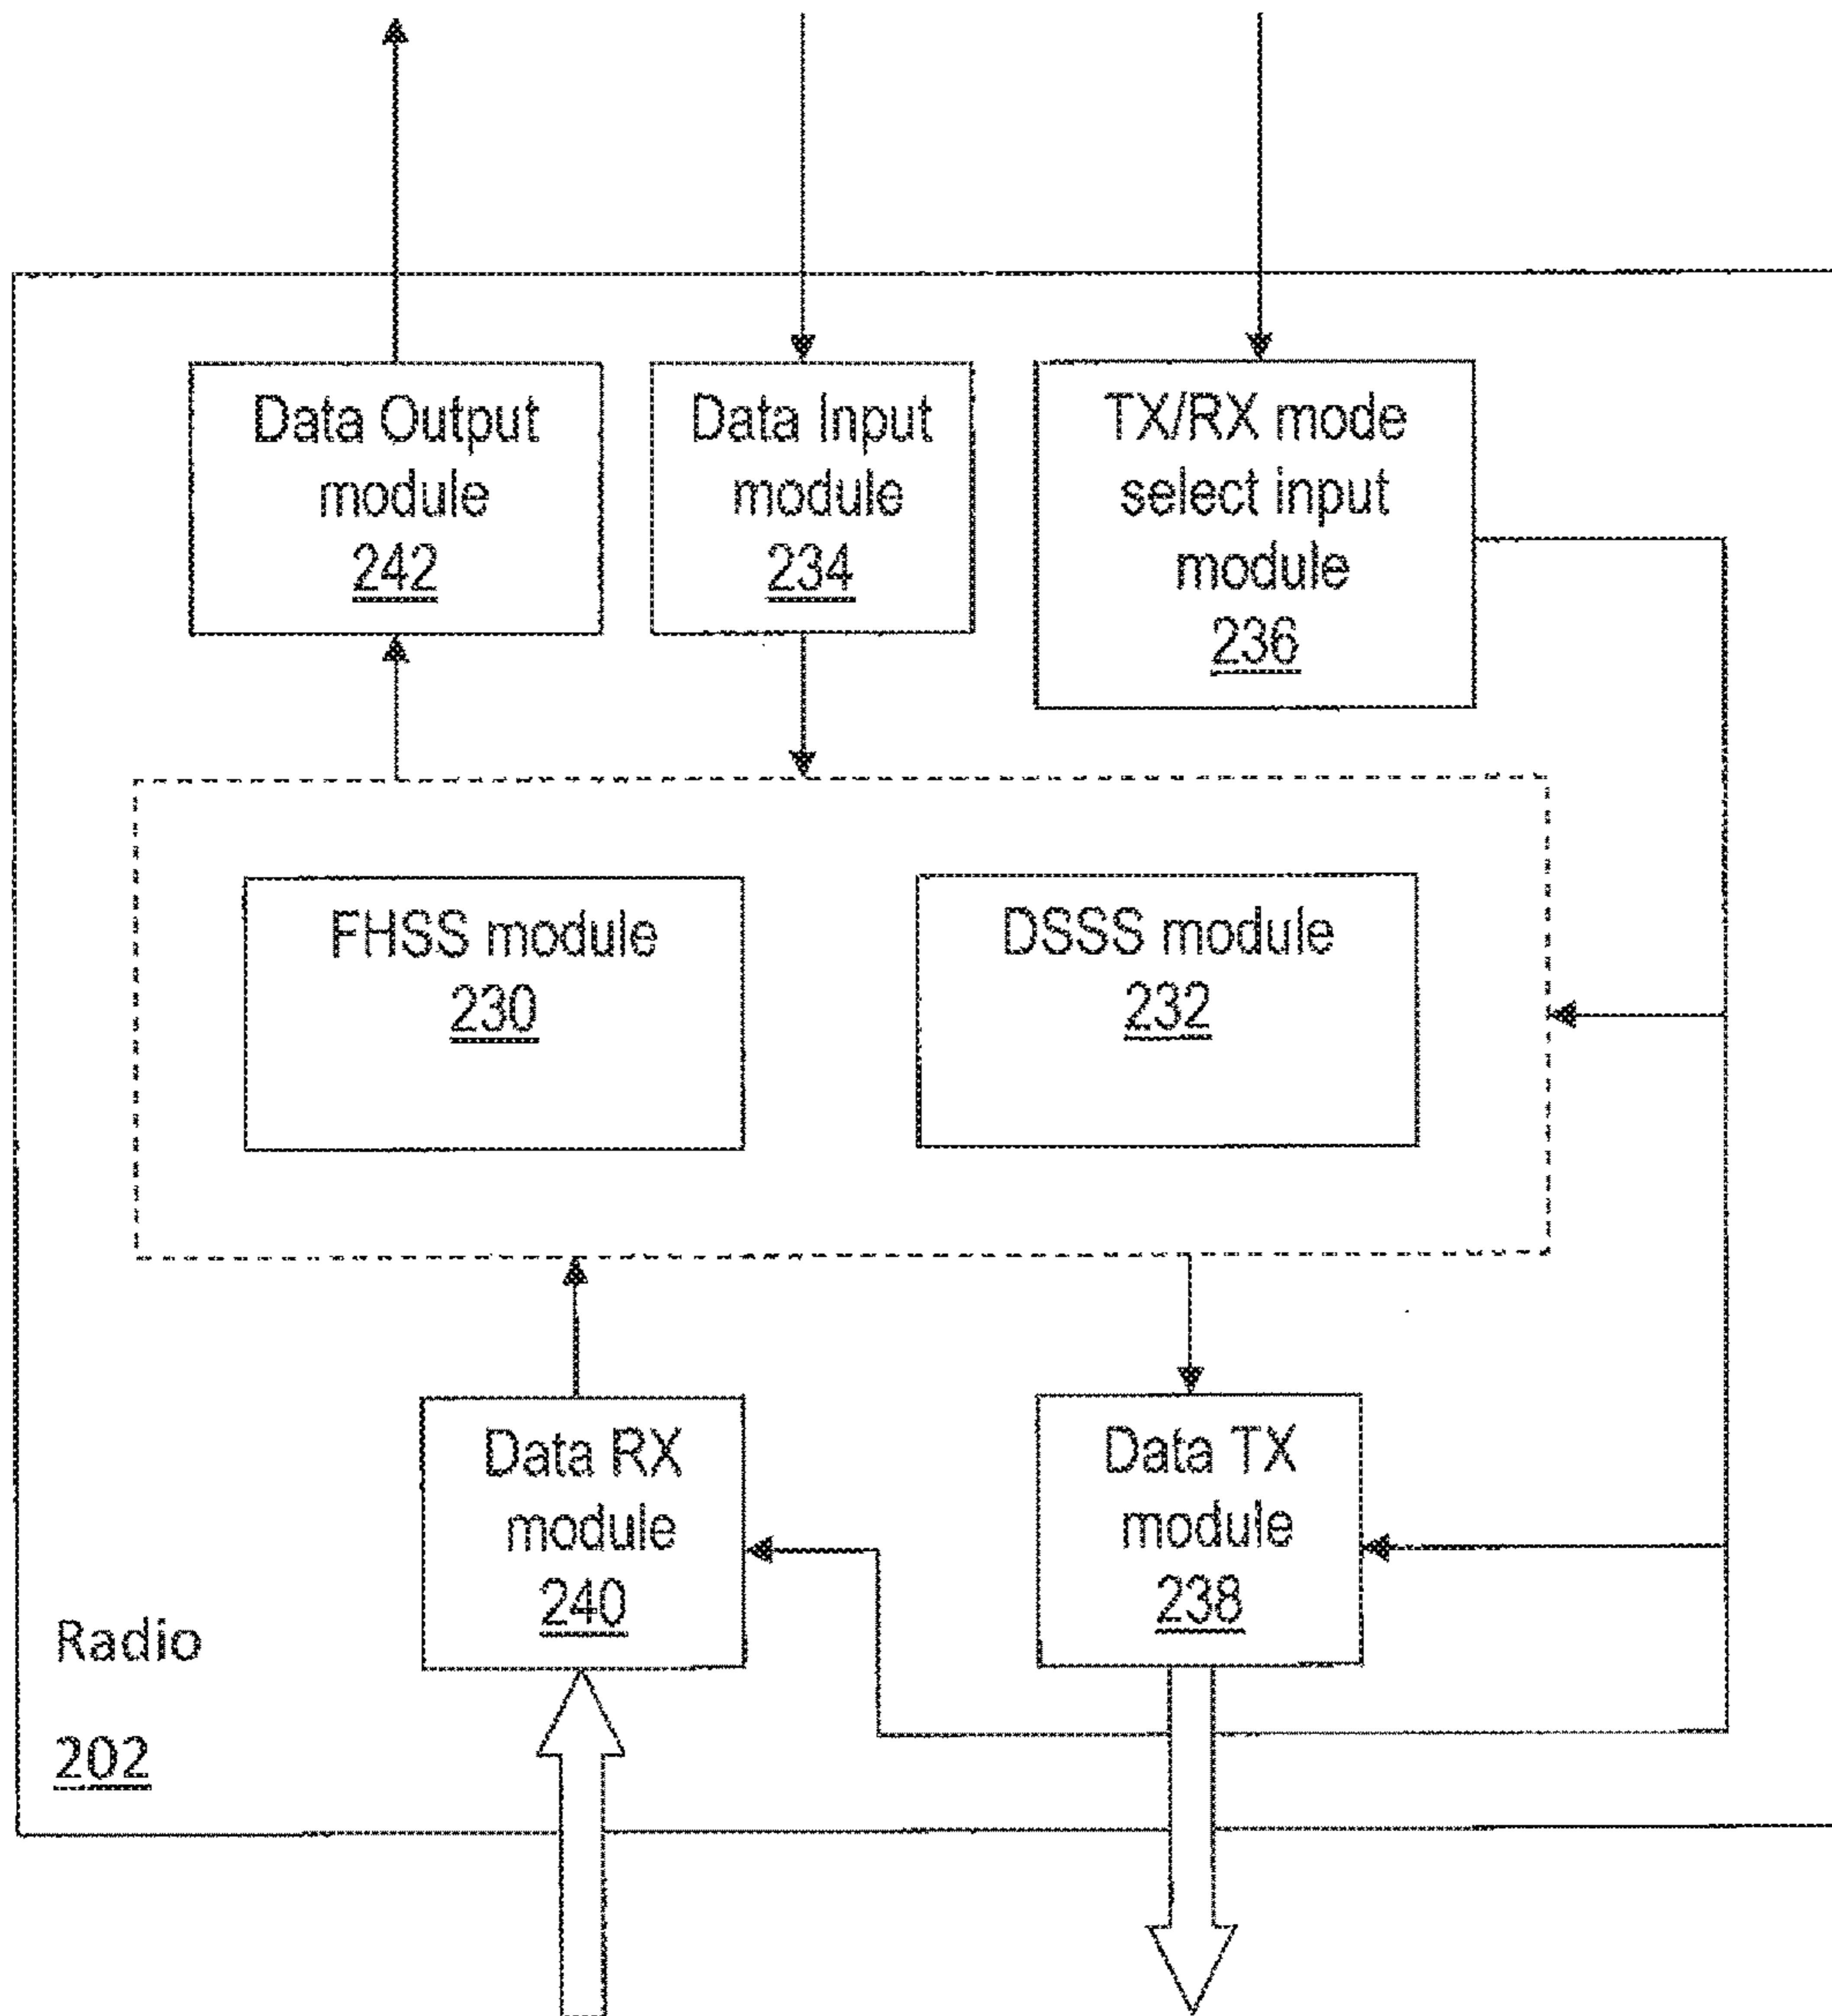 Data Output
module
242
Data Input
module
234
TX/RX mode
select input
module
236
FHSS module
230
DSSS module
232
Data RX
module
240
Data TX
module
238
Radio
202